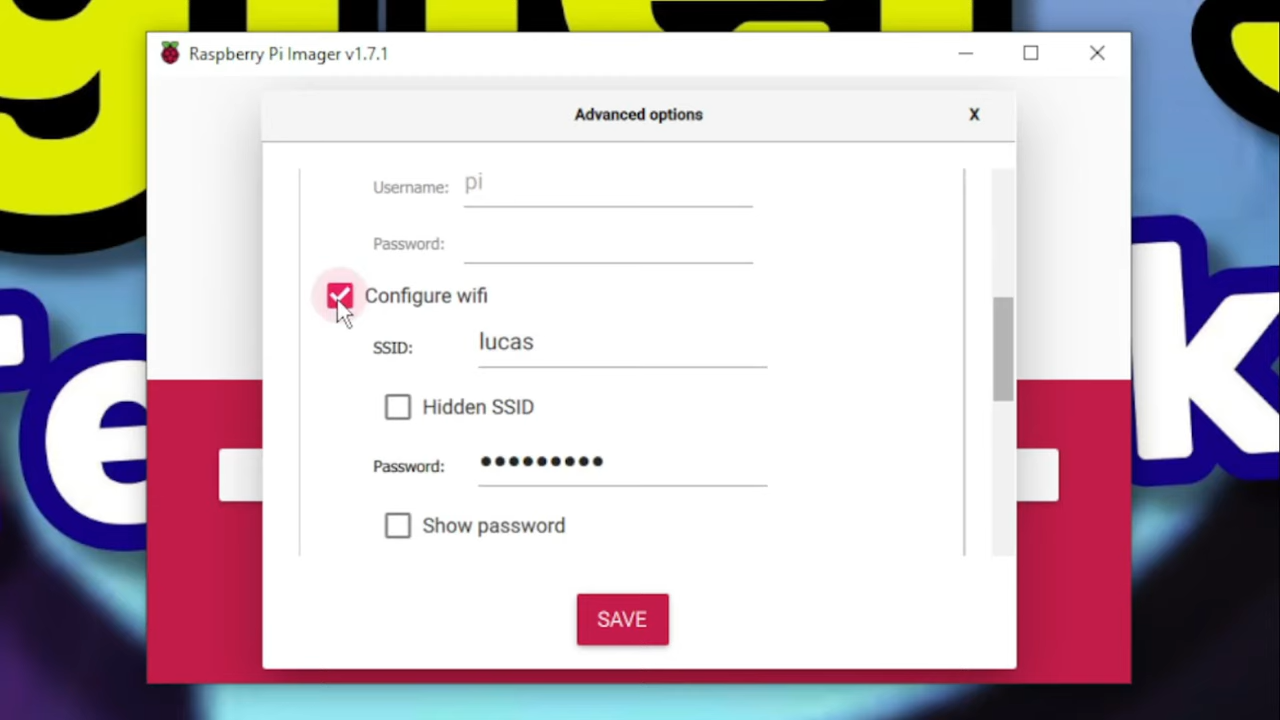 Raspberry Pi Imager v1.7.1
Advanced options
X
Username: pi
Password:
Configure wifi
SSID: lucas
Hidden SSID
Password: •••••••••
Show password
SAVE